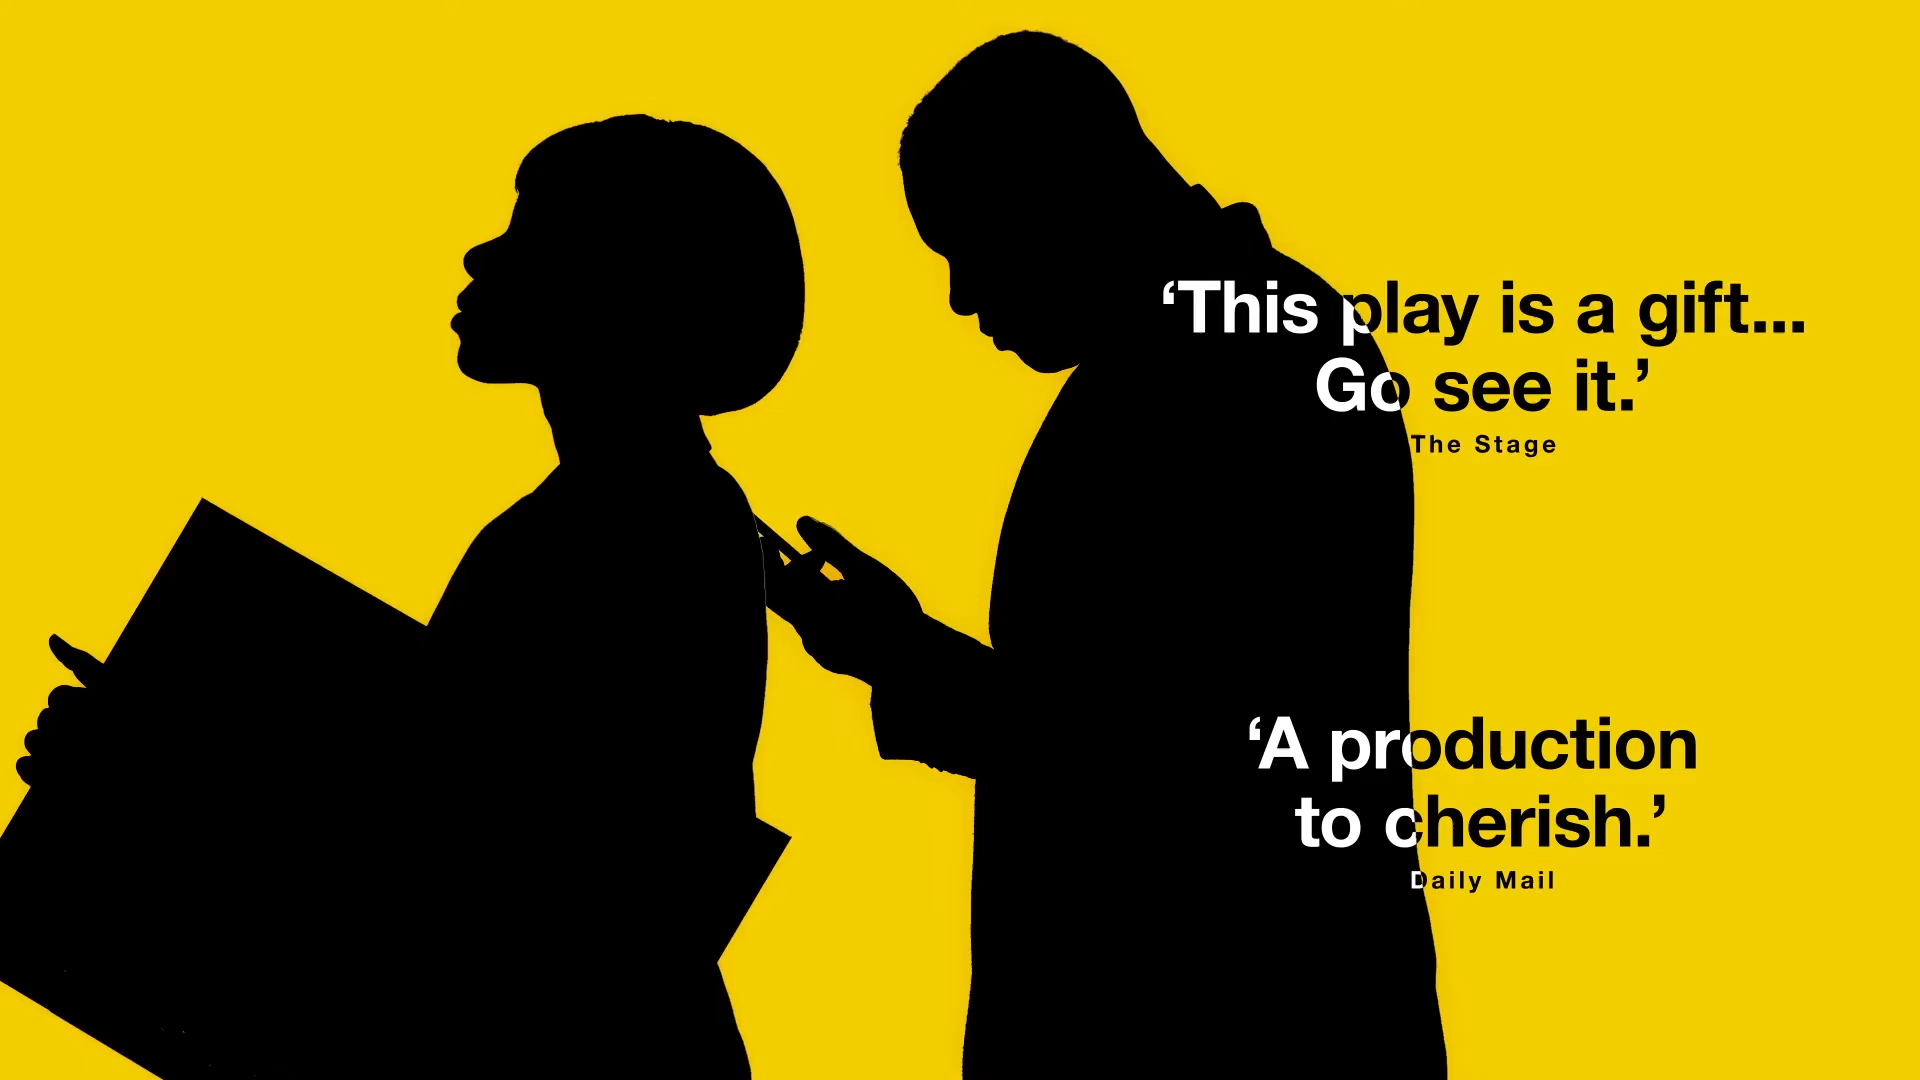 ‘This play is a gift...
Go see it.’
The Stage
‘A production
to cherish.’
Daily Mail